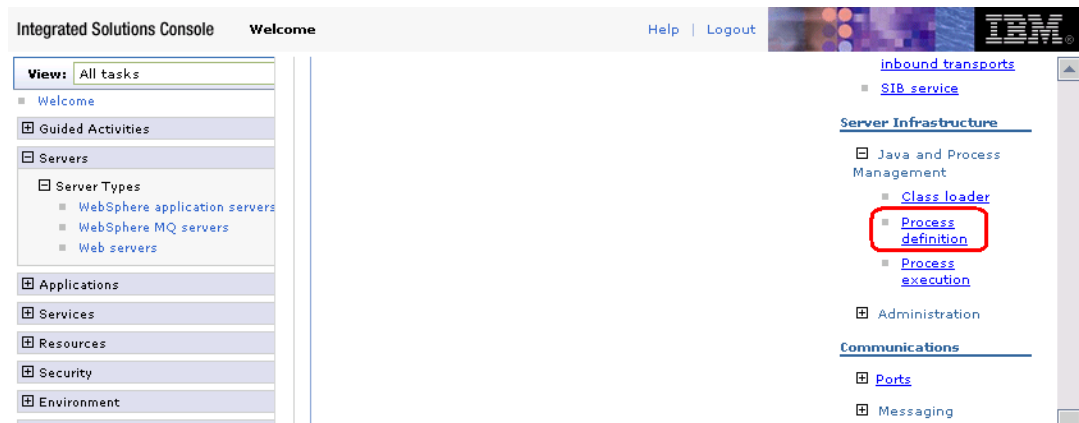 Integrated Solutions Console Welcome Help | Logout IBM®
View: All tasks
Welcome
Guided Activities
Servers
Server Types
WebSphere application servers
WebSphere MQ servers
Web servers
Applications
Services
Resources
Security
Environment
inbound transports
SIB service
Server Infrastructure
Java and Process
Management
Class loader
Process
definition
Process
execution
Administration
Communications
Ports
Messaging